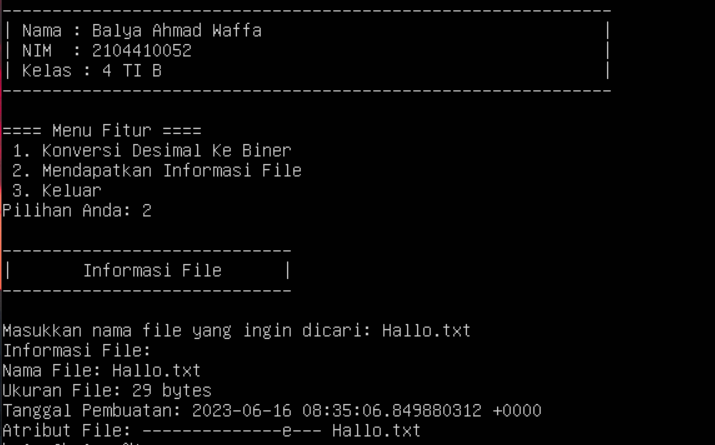 ---------------------------------------------------------------
| Nama : Balya Ahmad Waffa |
| NIM : 2104410052 |
| Kelas : 4 TI B |
---------------------------------------------------------------
==== Menu Fitur ====
1. Konversi Desimal Ke Biner
2. Mendapatkan Informasi File
3. Keluar
Pilihan Anda: 2
-----------------------------
| Informasi File |
-----------------------------
Masukkan nama file yang ingin dicari: Hallo.txt
Informasi File:
Nama File: Hallo.txt
Ukuran File: 29 bytes
Tanggal Pembuatan: 2023-06-16 08:35:06.849880312 +0000
Atribut File: --------------e--- Hallo.txt